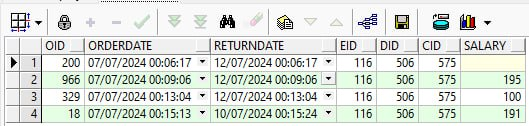 OID ORDERDATE RETURNDATE EID DID CID SALARY
1 200 07/07/2024 00:06:17 12/07/2024 00:06:17 116 506 575
2 966 07/07/2024 00:09:06 12/07/2024 00:09:06 116 506 575 195
3 329 07/07/2024 00:13:04 12/07/2024 00:13:04 116 506 575 100
4 18 07/07/2024 00:15:13 10/07/2024 00:15:24 116 506 575 191